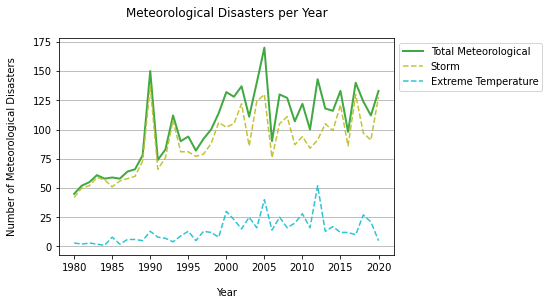 Meteorological Disasters per Year
Number of Meteorological Disasters
175
150
125
100
75
50
25
0
1980 1985 1990 1995 2000 2005 2010 2015 2020
Year
Total Meteorological
Storm
Extreme Temperature